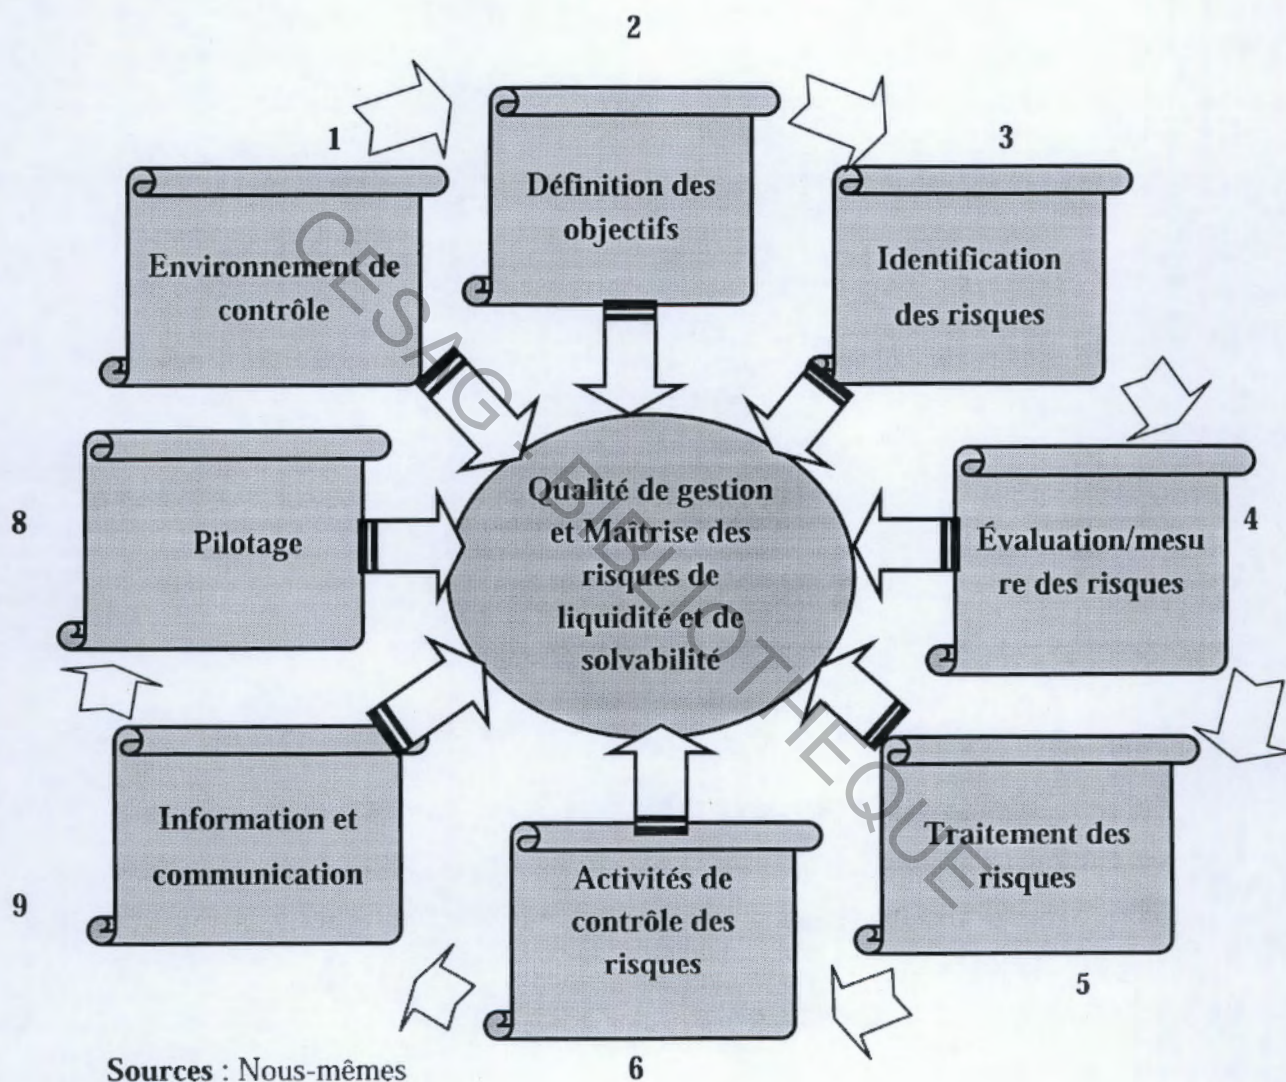 2
1
3
Définition des
objectifs
Environnement de
contrôle
Identification
des risques
8
Pilotage
Qualité de gestion
et Maîtrise des
risques de
liquidité et de
solvabilité
4
Évaluation/mesu
re des risques
9
Information et
communication
Activités de
contrôle des
risques
Traitement des
risques
5
6
Sources : Nous-mêmes
CESAG - BIBLIOTHEQUE